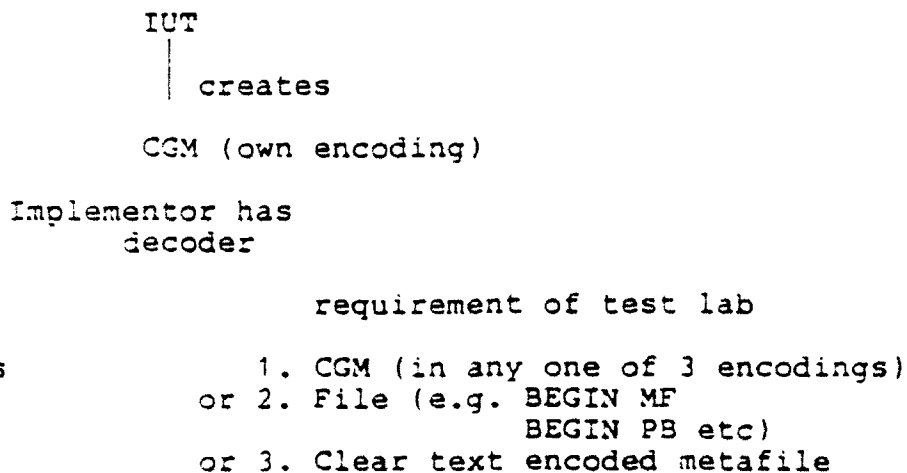 IUT
creates
CGM (own encoding)
Implementor has
decoder
requirement of test lab
s 1. CGM (in any one of 3 encodings)
or 2. File (e.g. BEGIN MF
BEGIN PB etc)
or 3. Clear text encoded metafile